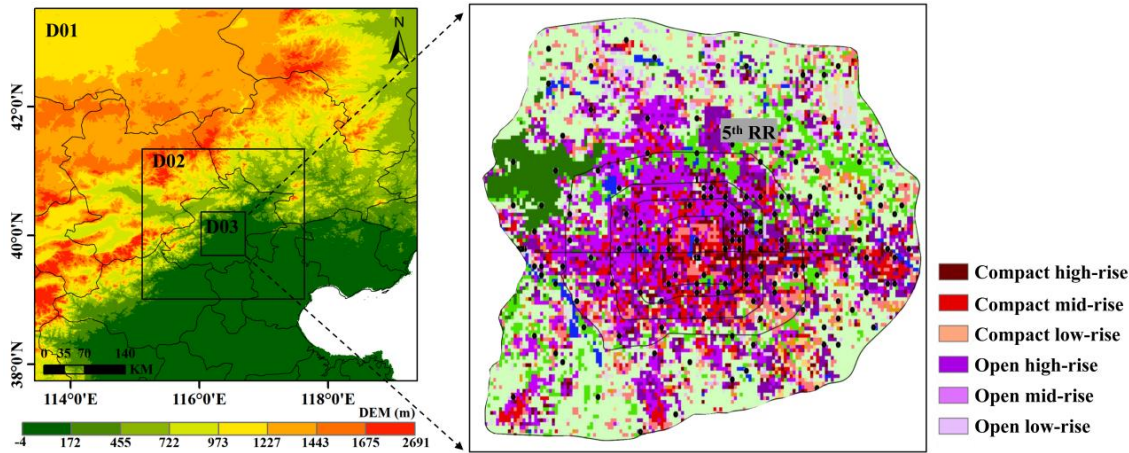 D01
N
D02
D03
42°0'N
40°0'N
38°0'N
0 35 70 140
KM
114°0'E 116°0'E 118°0'E
DEM (m)
-4 172 455 722 973 1227 1443 1675 2691
5th RR
Compact high-rise
Compact mid-rise
Compact low-rise
Open high-rise
Open mid-rise
Open low-rise